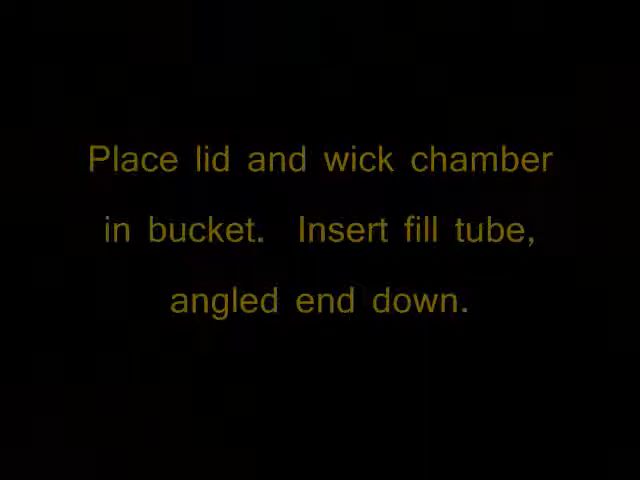 Place lid and wick chamber
in bucket.  Insert fill tube,
angled end down.